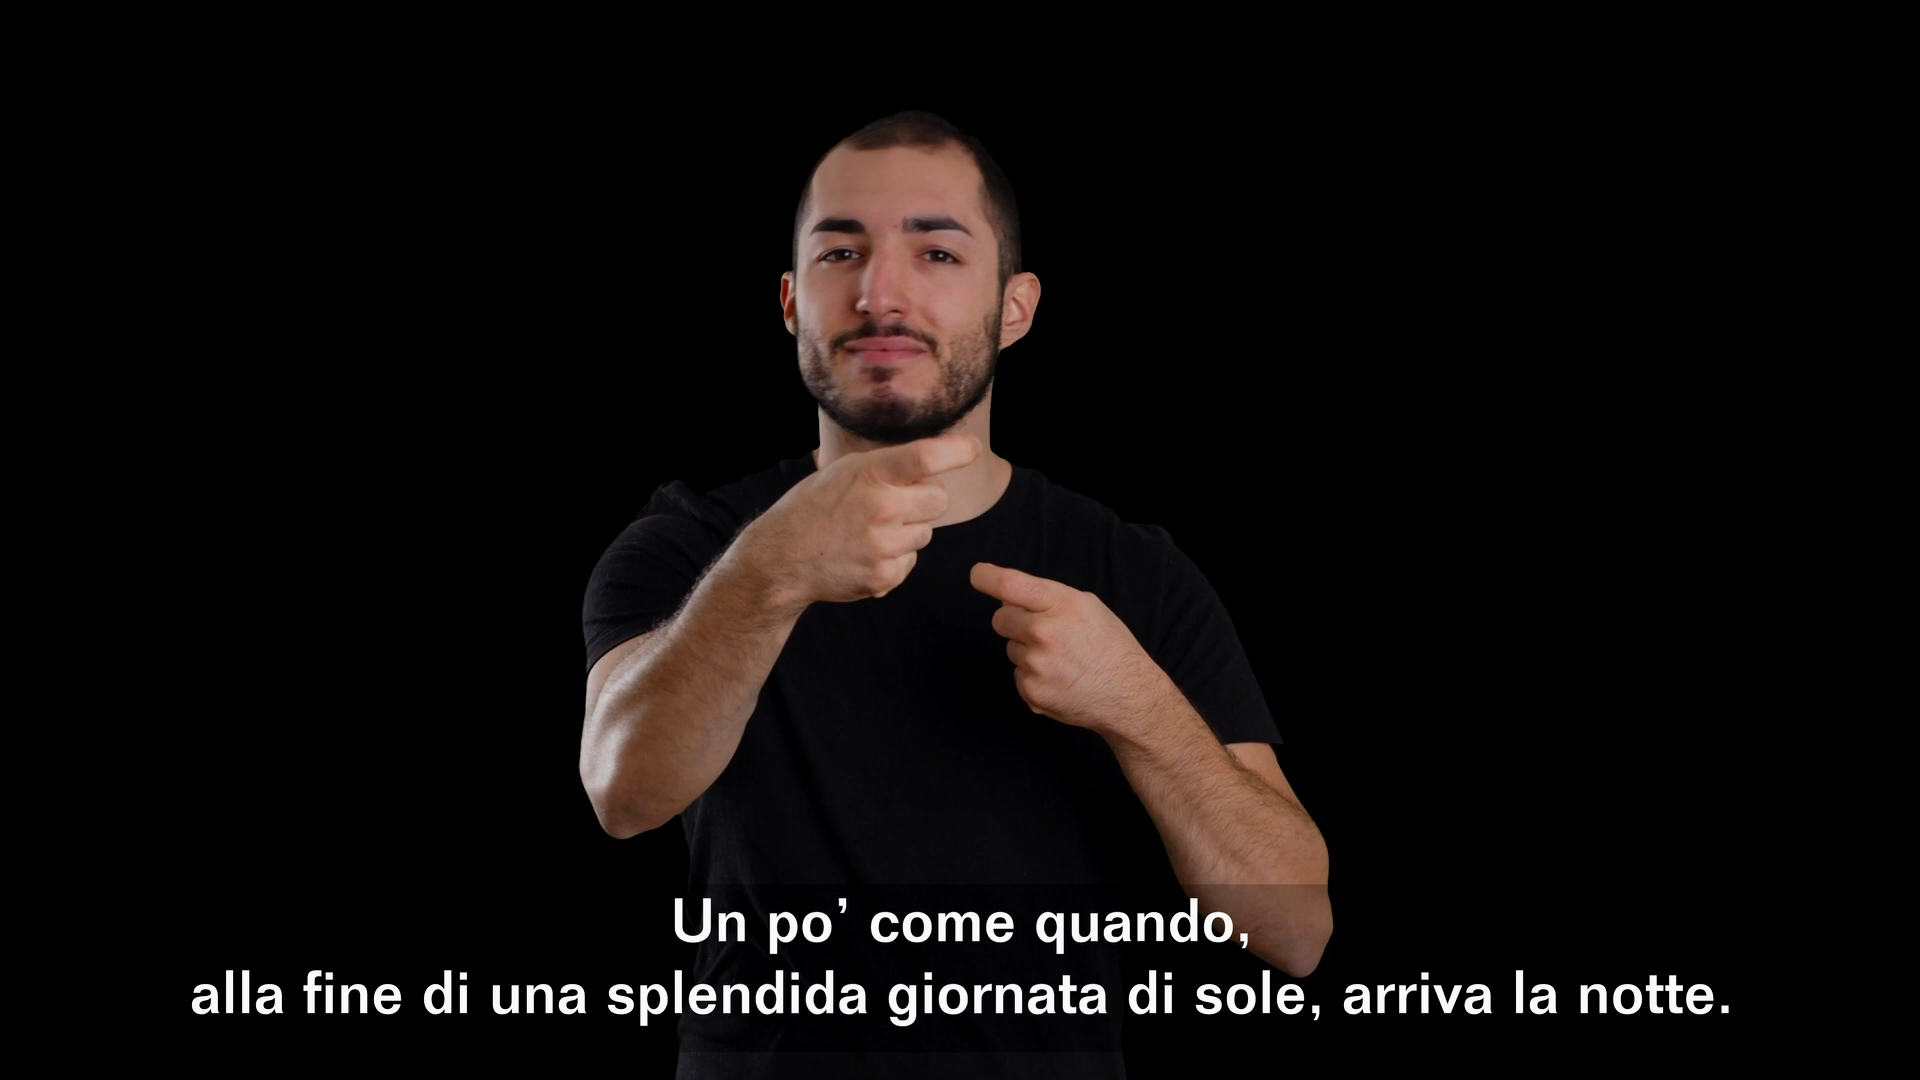 Un po’ come quando,
alla fine di una splendida giornata di sole, arriva la notte.